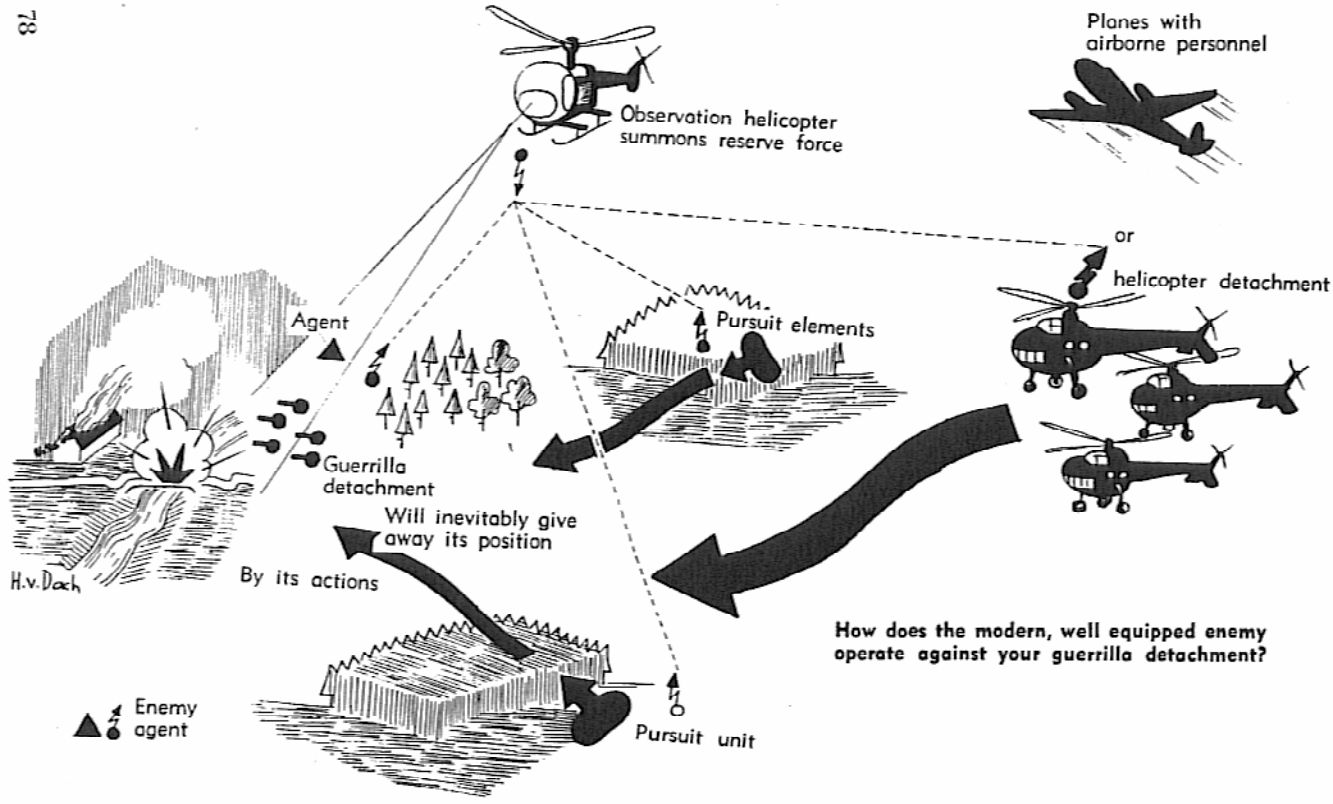 78
Planes with
airborne personnel
Observation helicopter
summons reserve force
or
helicopter detachment
Agent
Pursuit elements
Guerrilla
detachment
Will inevitably give
away its position
By its actions
H.v.Dach
How does the modern, well equipped enemy
operate against your guerrilla detachment?
Enemy
agent
Pursuit unit